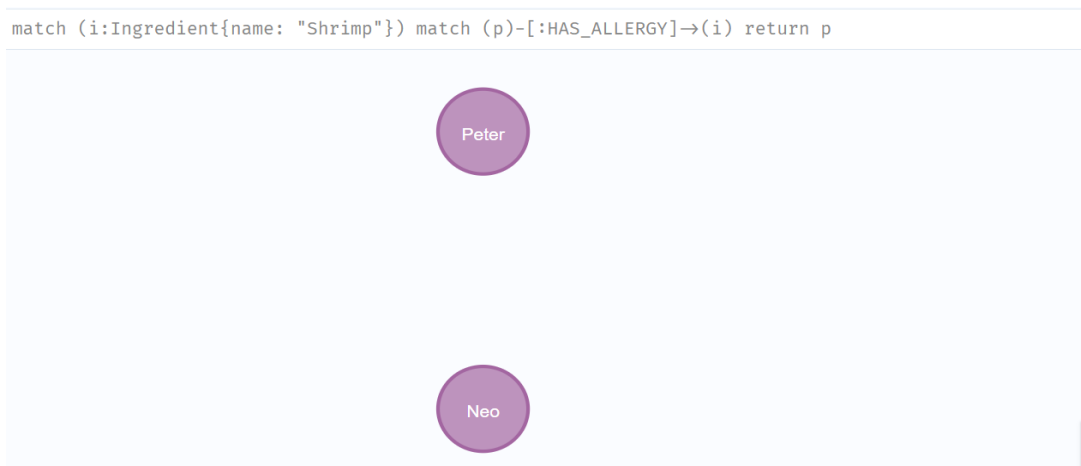 match (i:Ingredient{name: "Shrimp"}) match (p)-[:HAS_ALLERGY]→(i) return p
Peter
Neo